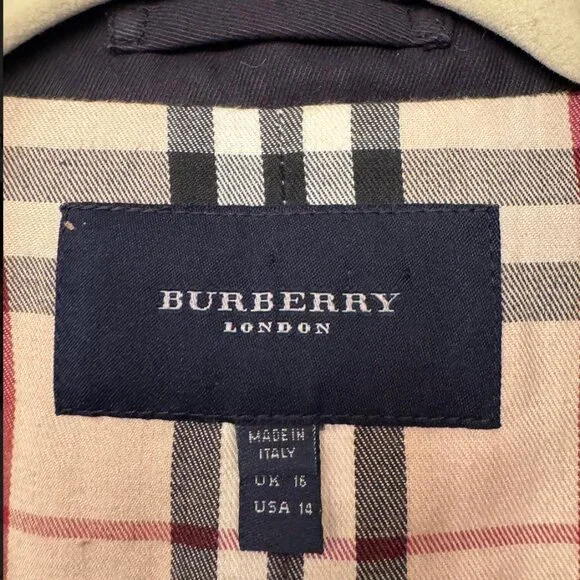 BURBERRY
LONDON
MADE IN
ITALY
UK 16
USA 14